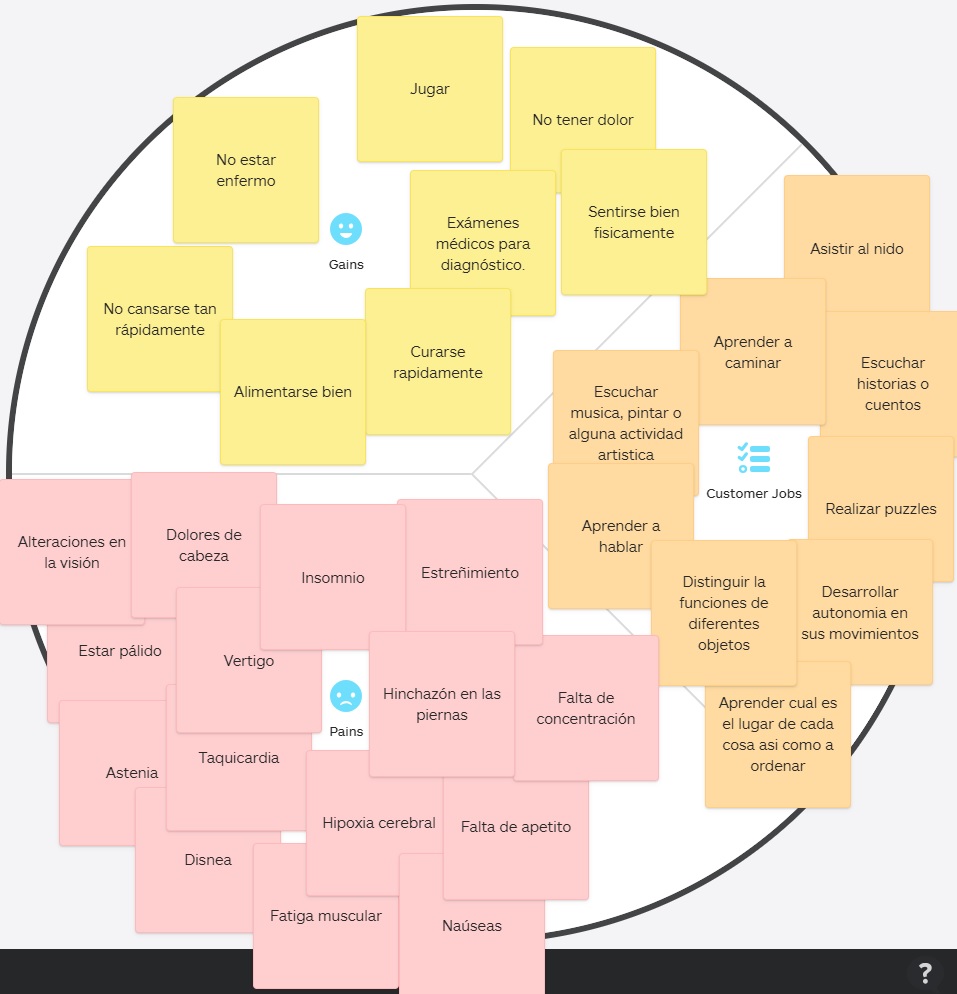 Jugar
No tener dolor
No estar
enfermo
Exámenes
médicos para
diagnóstico.
Sentirse bien
fisicamente
Gains
No cansarse tan
rápidamente
Alimentarse bien
Curarse
rapidamente
Asistir al nido
Aprender a
caminar
Escuchar
historias o
cuentos
Escuchar
musica, pintar o
alguna actividad
artistica
Customer Jobs
Realizar puzzles
Aprender a
hablar
Distinguir la
funciones de
diferentes
objetos
Desarrollar
autonomia en
sus movimientos
Aprender cual es
el lugar de cada
cosa asi como a
ordenar
Alteraciones en
la visión
Dolores de
cabeza
Insomnio
Estreñimiento
Estar pálido
Vertigo
Hinchazón en las
piernas
Falta de
concentración
Pains
Astenia
Taquicardia
Hipoxia cerebral
Falta de apetito
Disnea
Fatiga muscular
Naúseas
?